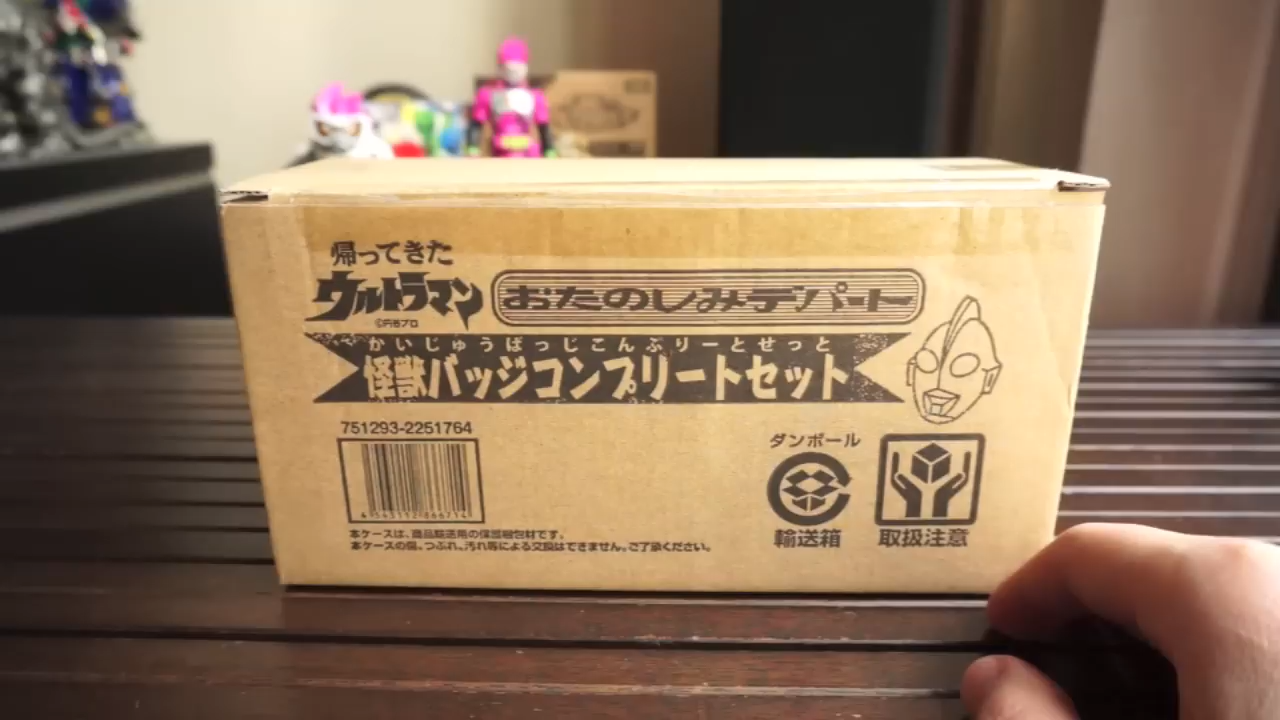 帰ってきた
ウルトラマン
おたのしみデパート
©円谷プロ
かいじゅうばっじこんぷりーとせっと
怪獣バッジコンプリートセット
751293-2251764
ダンボール
輸送箱
取扱注意
本ケースは、商品輸送用の保護梱包材です。
本ケースの傷、つぶれ、汚れ等による交換はできません。ご了承ください。